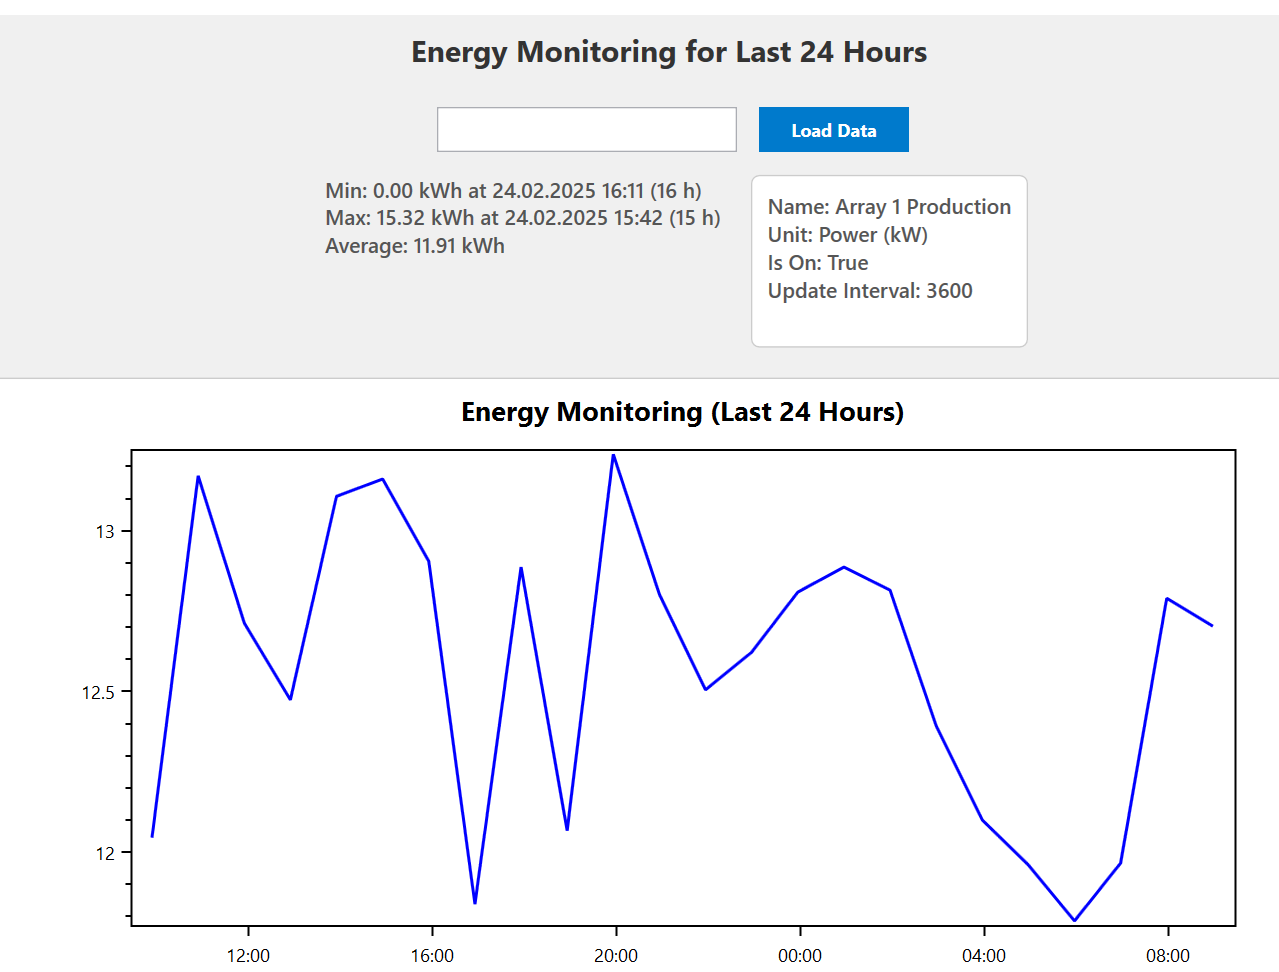 Energy Monitoring for Last 24 Hours
Load Data
Min: 0.00 kWh at 24.02.2025 16:11 (16 h)
Max: 15.32 kWh at 24.02.2025 15:42 (15 h)
Average: 11.91 kWh
Name: Array 1 Production
Unit: Power (kW)
Is On: True
Update Interval: 3600
Energy Monitoring (Last 24 Hours)
13
12.5
12
12:00 16:00 20:00 00:00 04:00 08:00